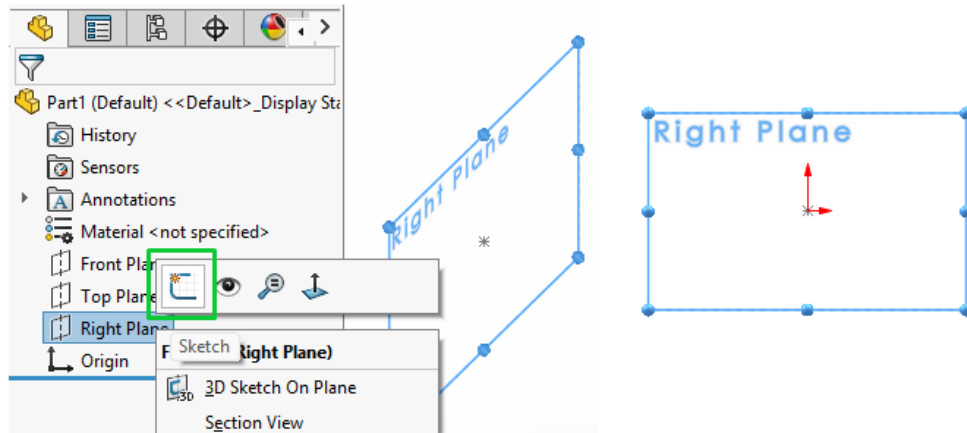 Part1 (Default) <<Default>_Display Sta
History
Sensors
Annotations
Material <not specified>
Front Plan
Top Plane
Right Plane
Origin
Sketch
Right Plane)
3D Sketch On Plane
Section View
Right Plane
Right Plane